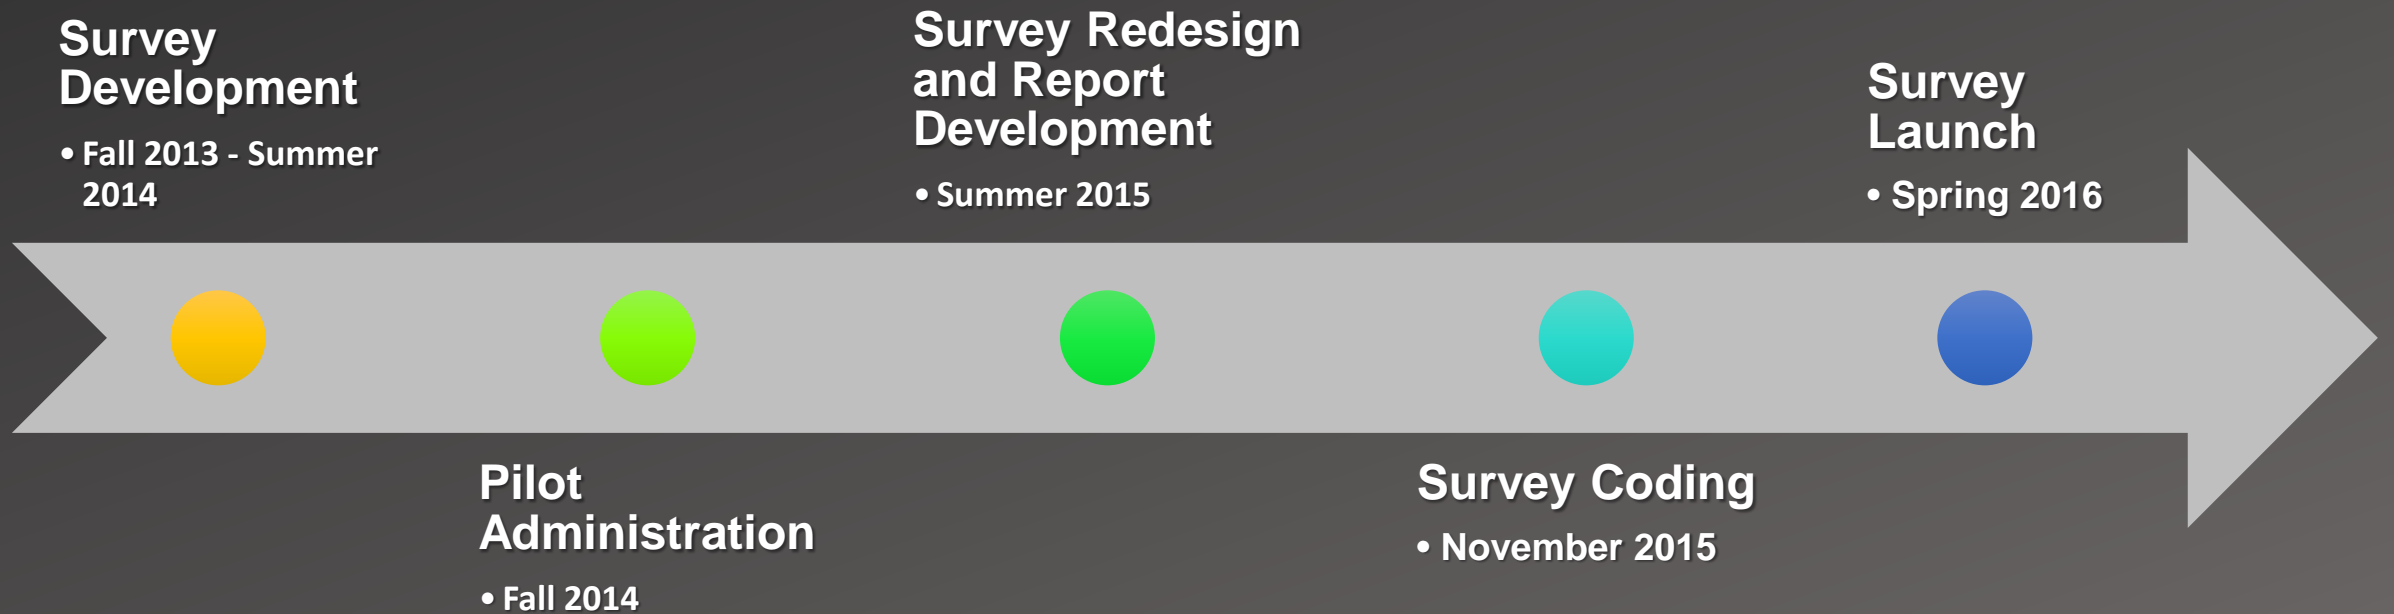 Survey
Development
• Fall 2013 - Summer
2014
Pilot
Administration
• Fall 2014
Survey Redesign
and Report
Development
• Summer 2015
Survey Coding
• November 2015
Survey
Launch
• Spring 2016